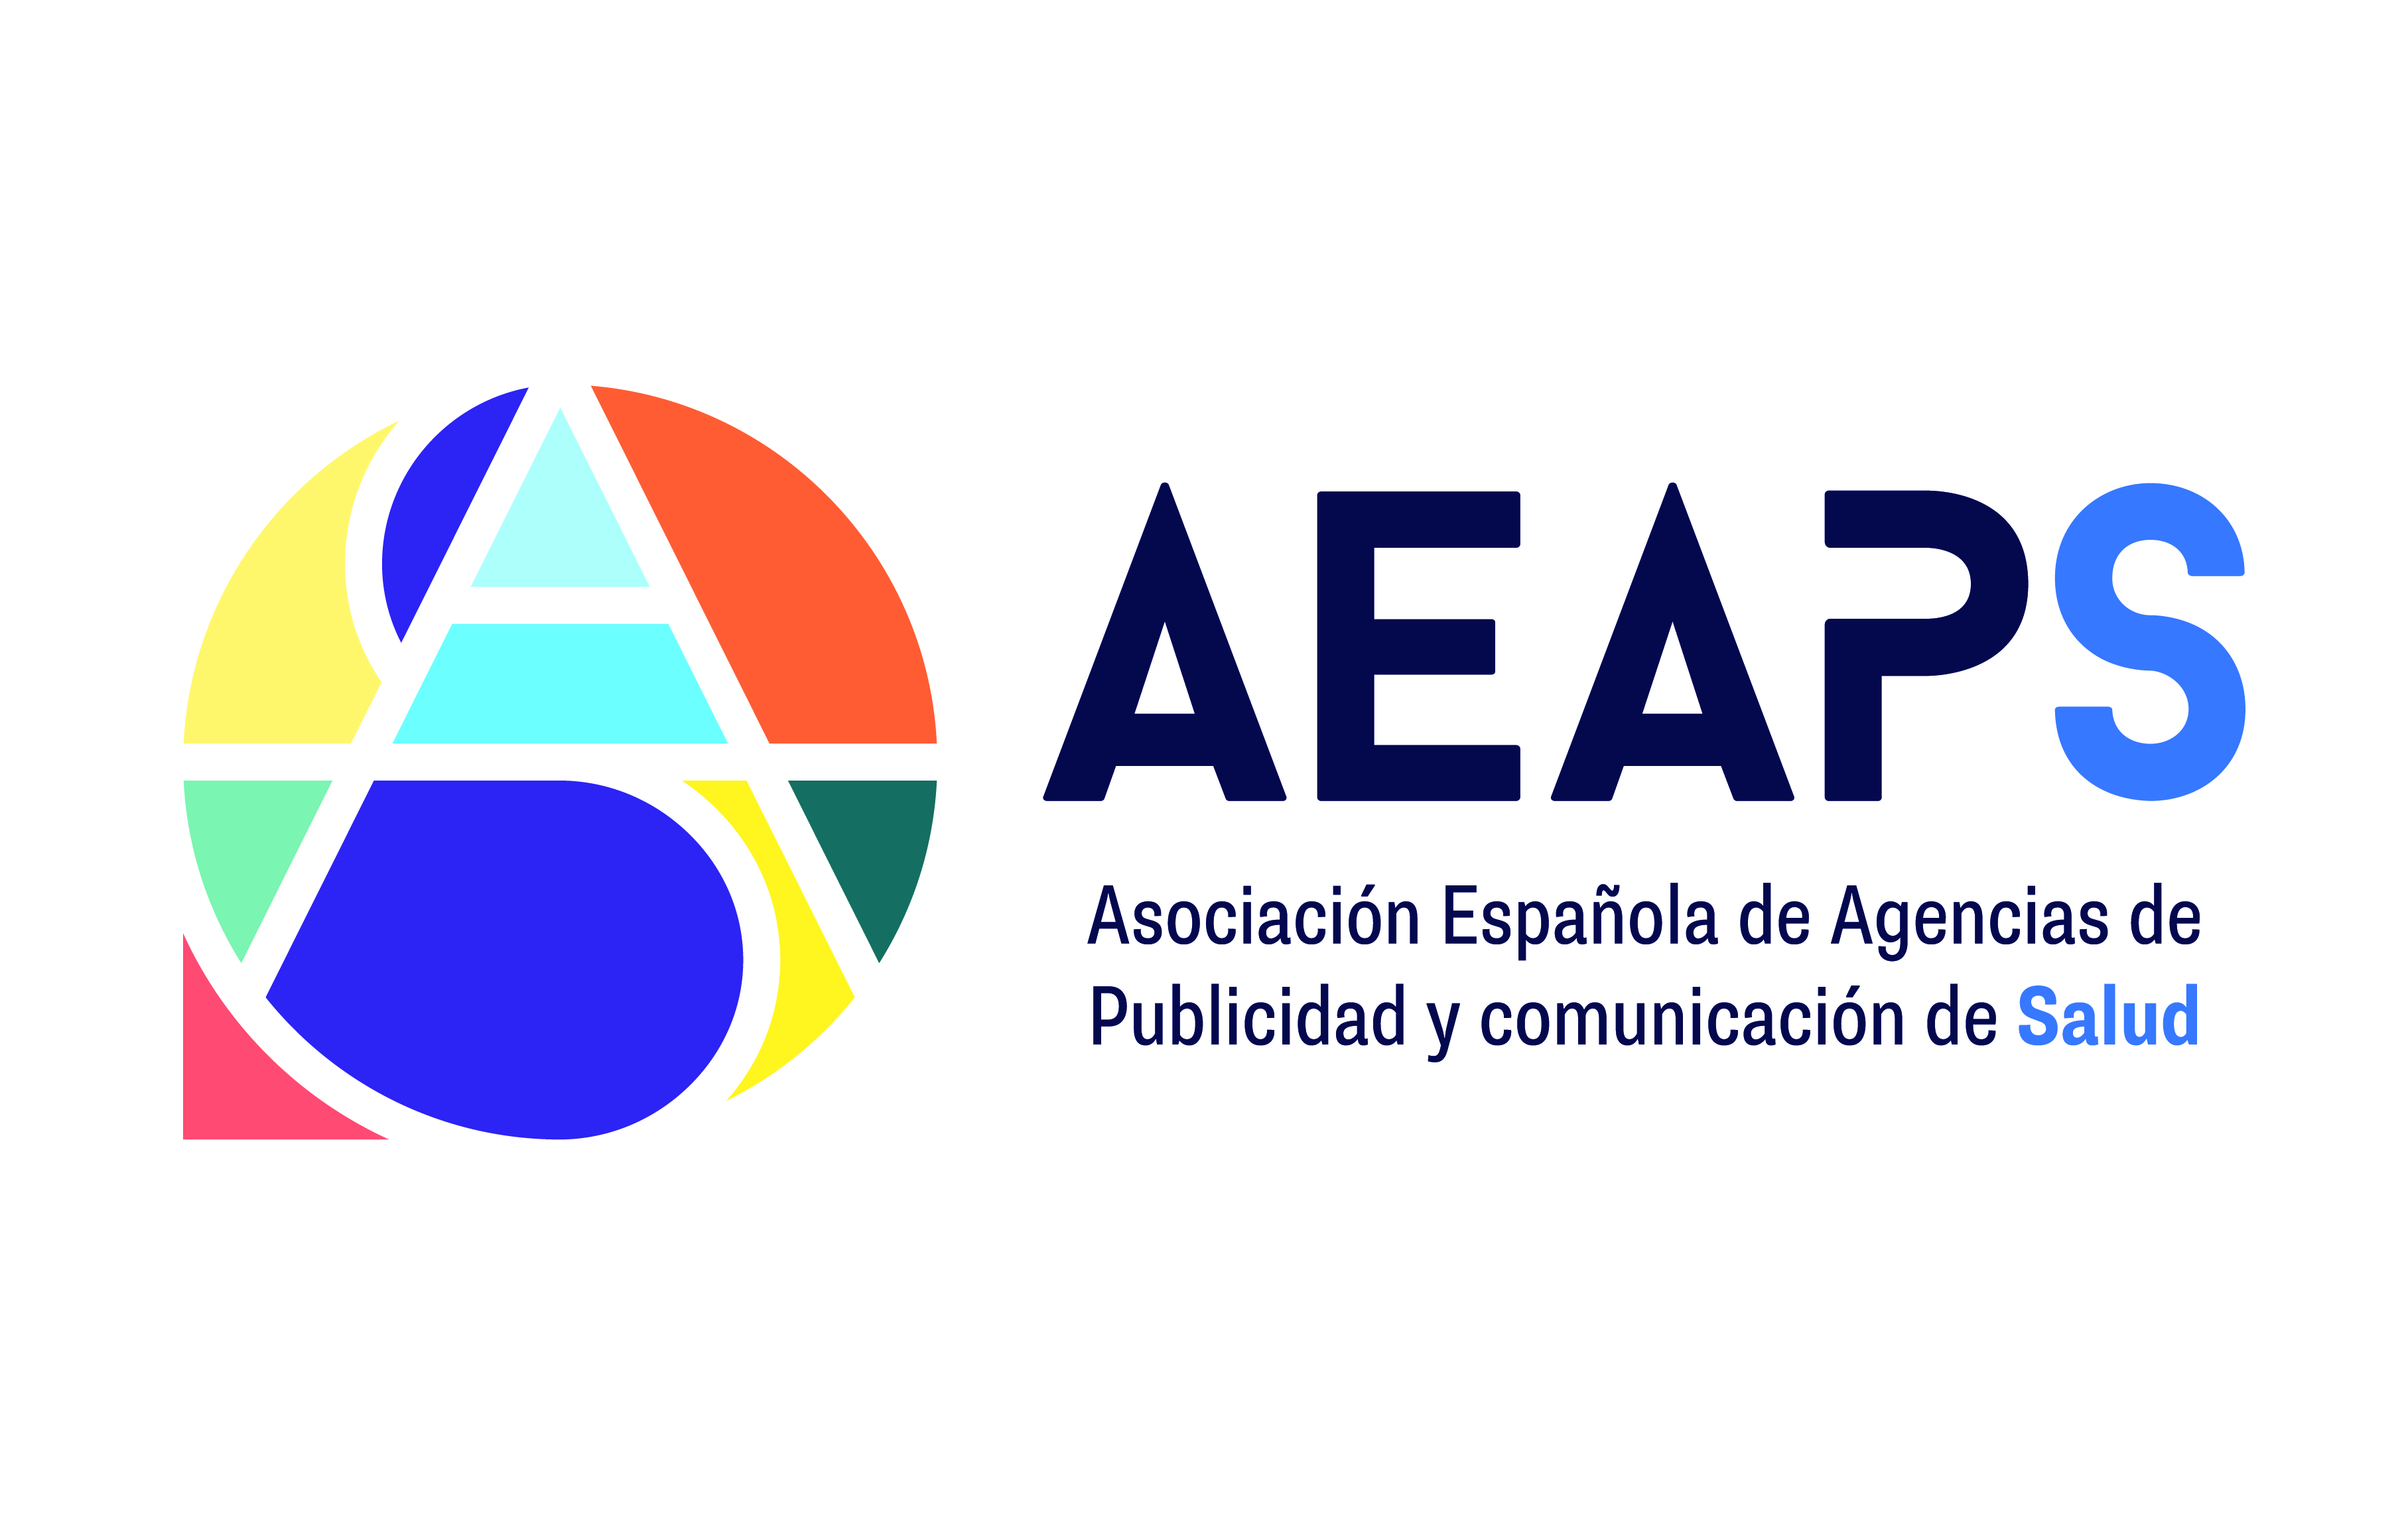 AEAPS
Asociación Española de Agencias de
Publicidad y comunicación de Salud